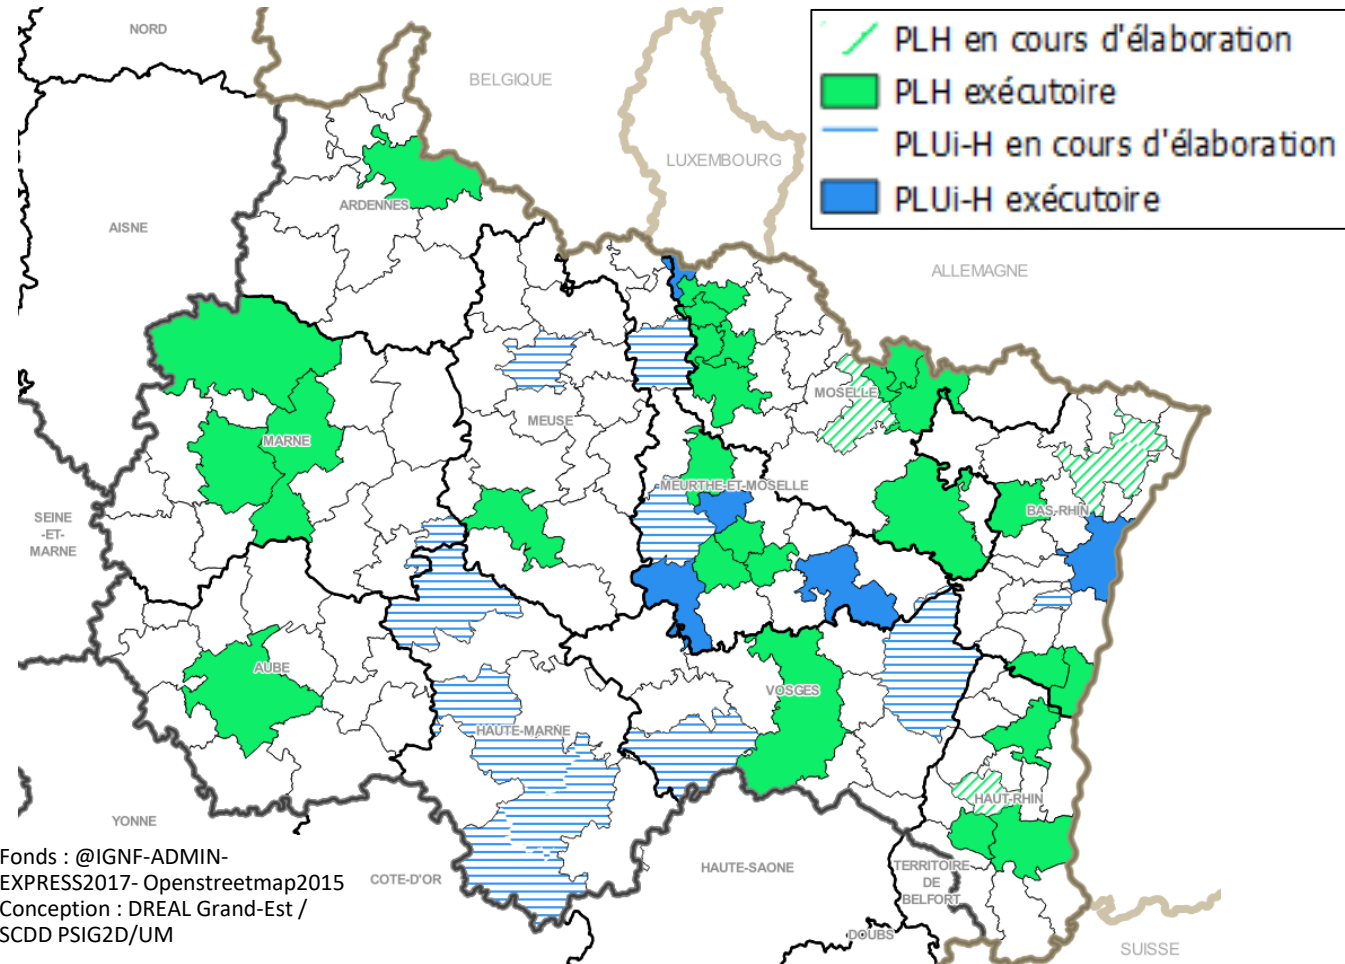 NORD
BELGIQUE
LUXEMBOURG
PLH en cours d'élaboration
PLH exécutoire
PLUi-H en cours d'élaboration
PLUi-H exécutoire
ARDENNES
AISNE
ALLEMAGNE
MOSELLE
MEUSE
MARNE
MEURTHE-ET-MOSELLE
BAS-RHIN
SEINE
-ET-
MARNE
AUBE
VOSGES
HAUTE-MARNE
HAUT-RHIN
YONNE
COTE-D'OR
HAUTE-SAONE
TERRITOIRE
DE
BELFORT
DOUBS
SUISSE
Fonds : @IGNF-ADMIN-
EXPRESS2017- Openstreetmap2015
Conception : DREAL Grand-Est /
SCDD PSIG2D/UM